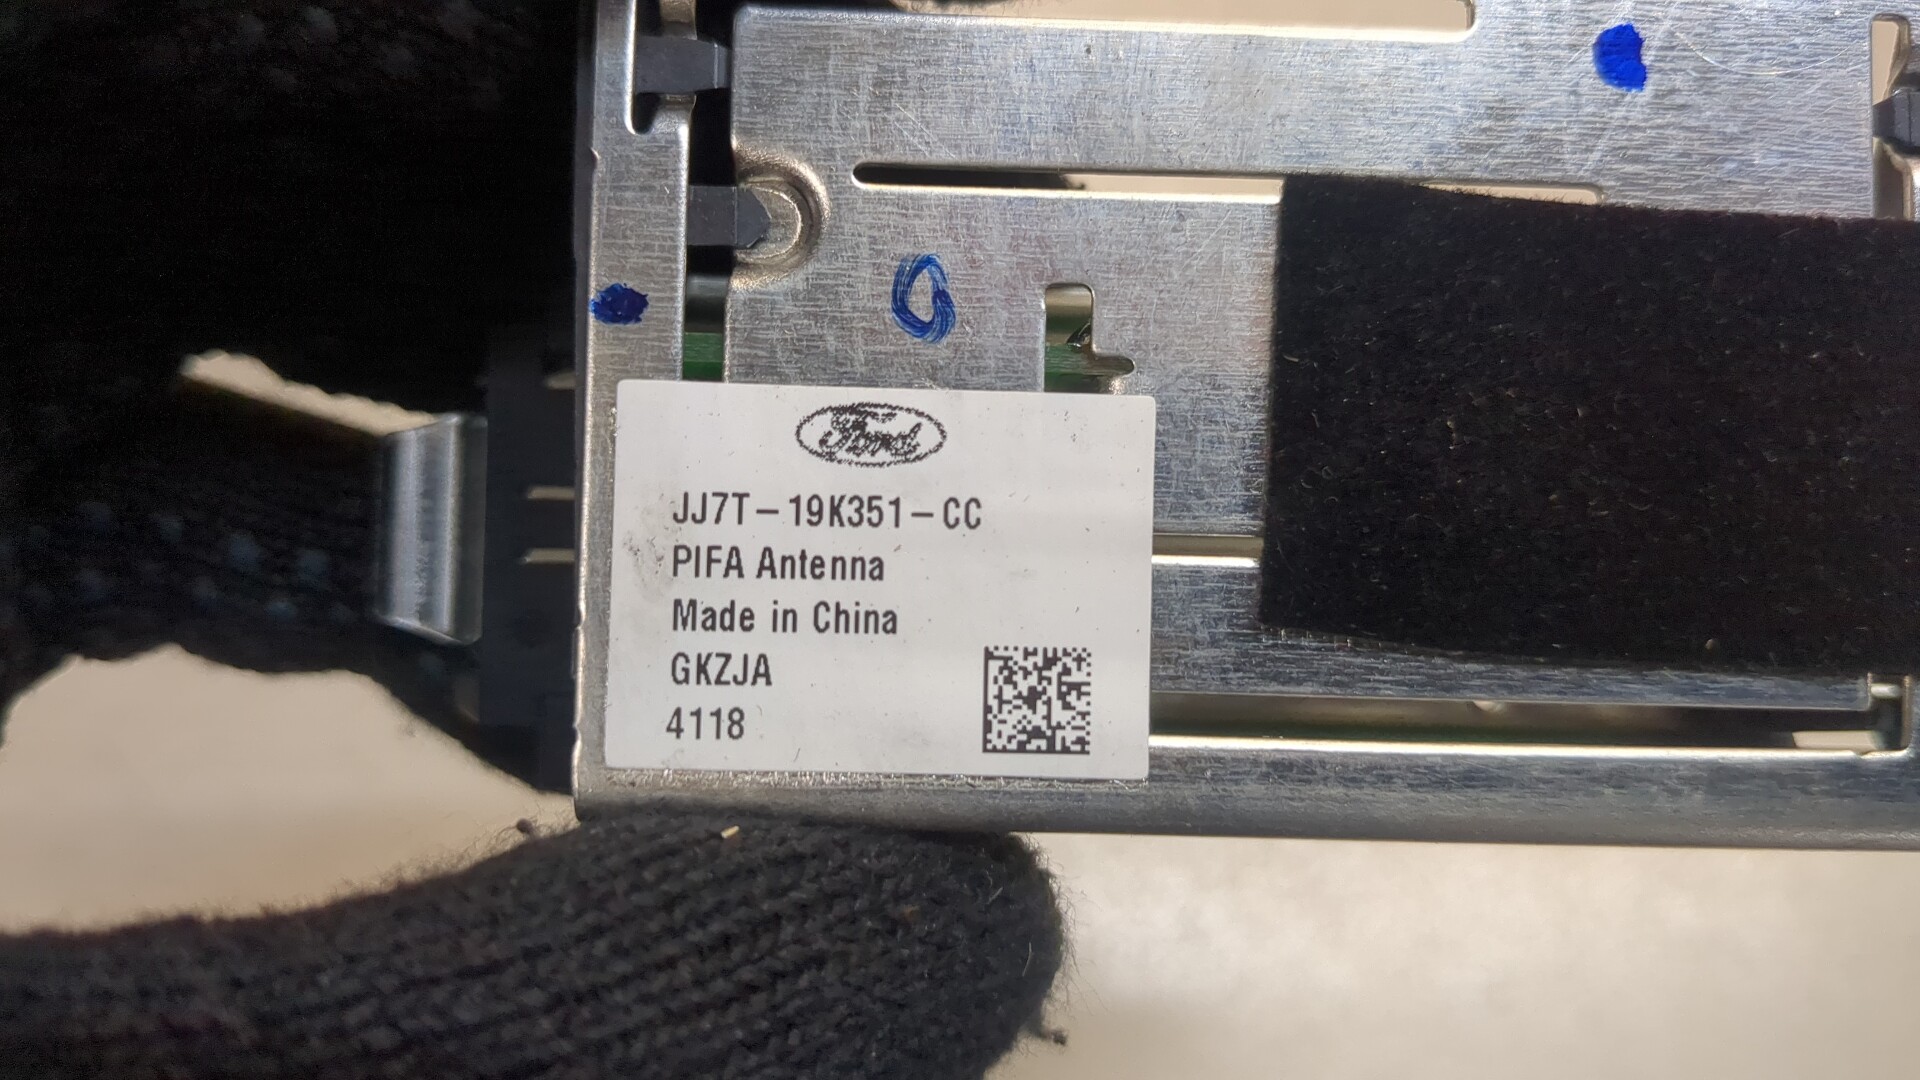 Ford
JJ7T-19K351-CC
PIFA Antenna
Made in China
GKZJA
4118